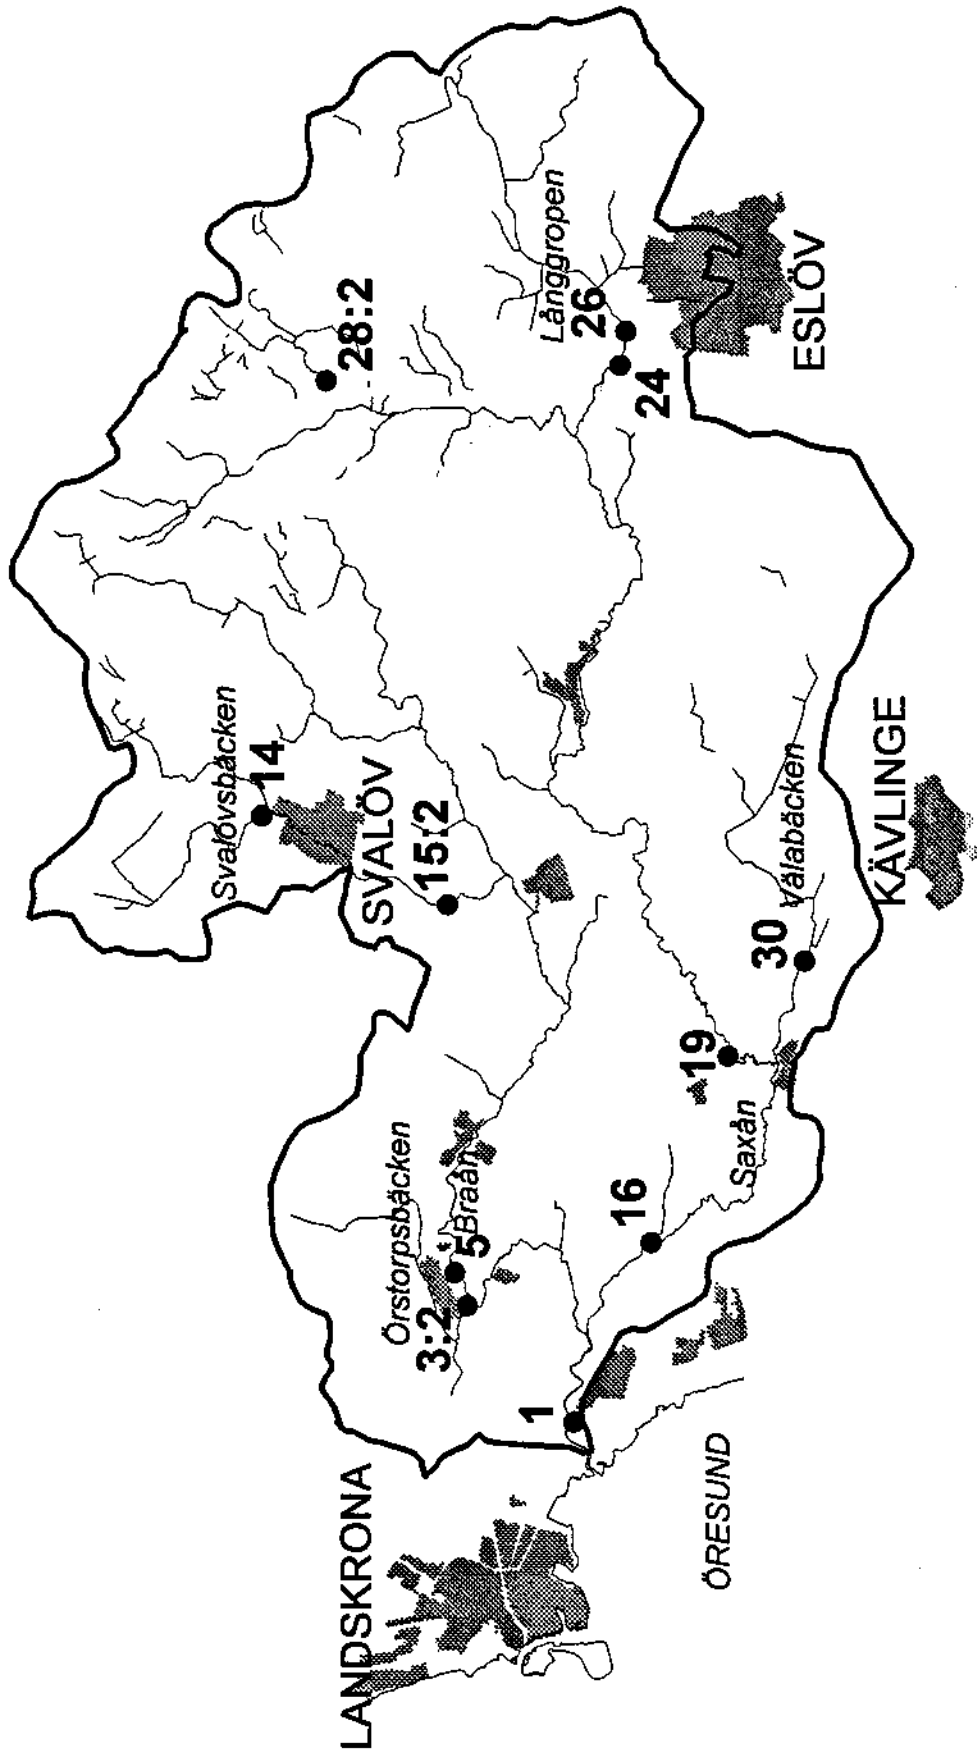 LANDSKRONA
ÖRESUND
1
3:2
5
Örstorpsbäcken
Braån
16
Saxån
19
30
Välabäcken
KÄVLINGE
15:2
SVALÖV
14
Svalövsbäcken
28:2
24
26
Långgropen
ESLÖV